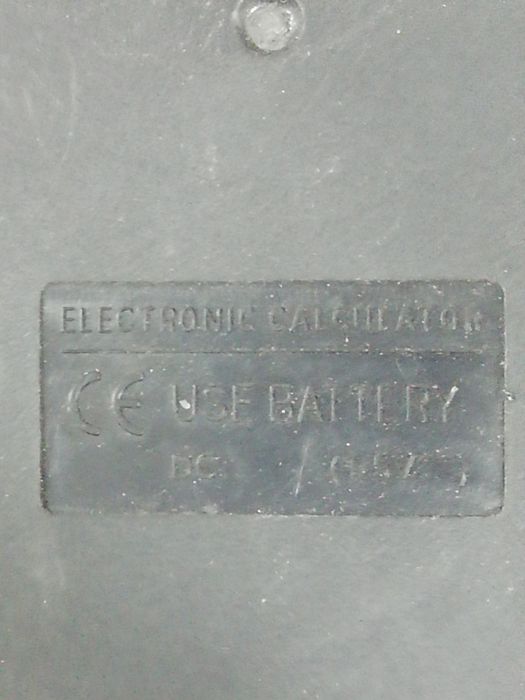 ELECTRONIC CALCULATOR
CE USE BATTERY
DC